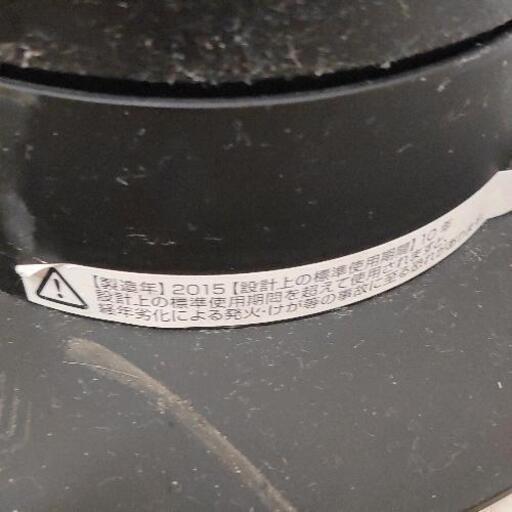 【製造年】2015【設計上の標準使用期間】10年
設計上の標準使用期間を超えて使用されますと、
経年劣化による発火・けが等の事故に至るおそれがあります